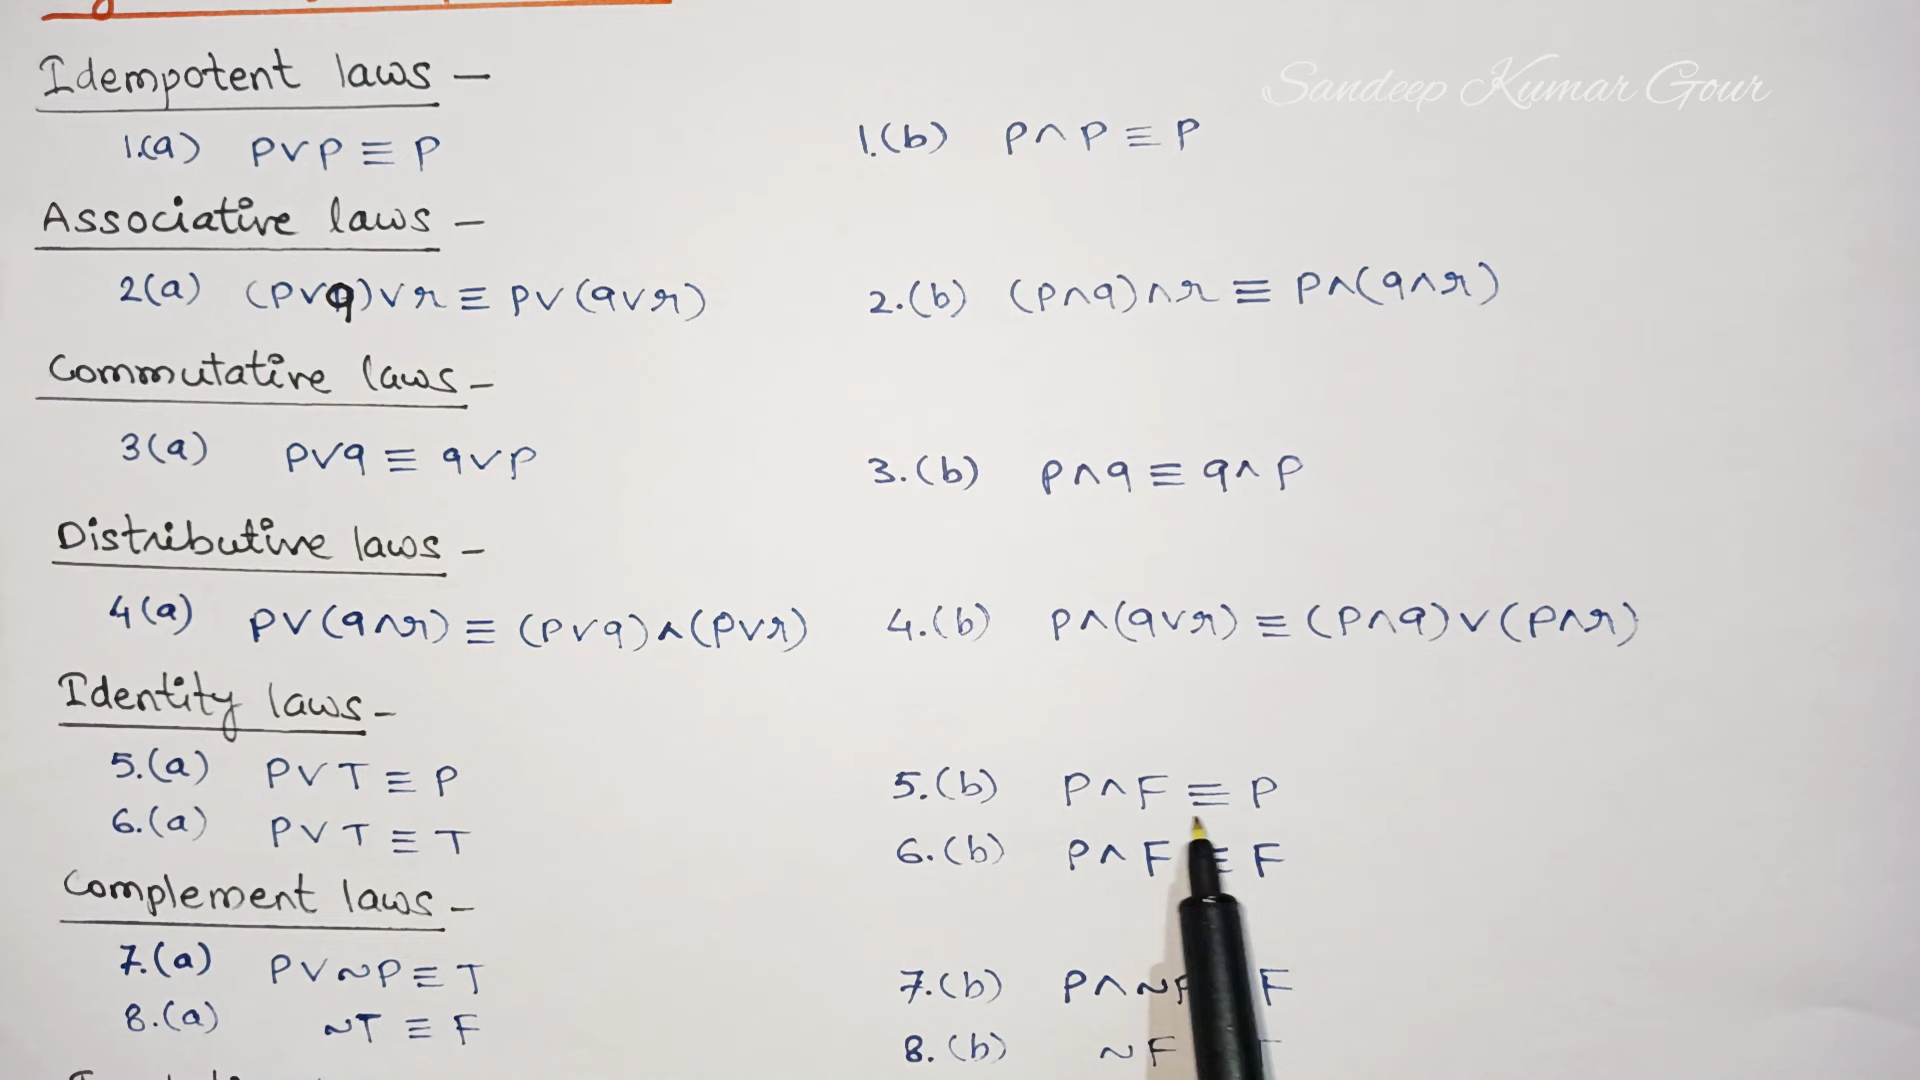 Idempotent laws -
Sandeep Kumar Gour
1.(a) p∨p ≡ p
1.(b) p∧p ≡ p
Associative laws -
2(a) (p∨q)∨r ≡ p∨(q∨r)
2.(b) (p∧q)∧r ≡ p∧(q∧r)
Commutative laws -
3(a) p∨q ≡ q∨p
3.(b) p∧q ≡ q∧p
Distributive laws -
4(a) p∨(q∧r) ≡ (p∨q)∧(p∨r)
4.(b) p∧(q∨r) ≡ (p∧q)∨(p∧r)
Identity laws -
5.(a) p∨T ≡ p
5.(b) p∧F ≡ p
6.(a) p∨T ≡ T
6.(b) p∧F ≡ F
Complement laws -
7.(a) p∨~p ≡ T
7.(b) p∧~p F
8.(a) ~T ≡ F
8.(b) ~F